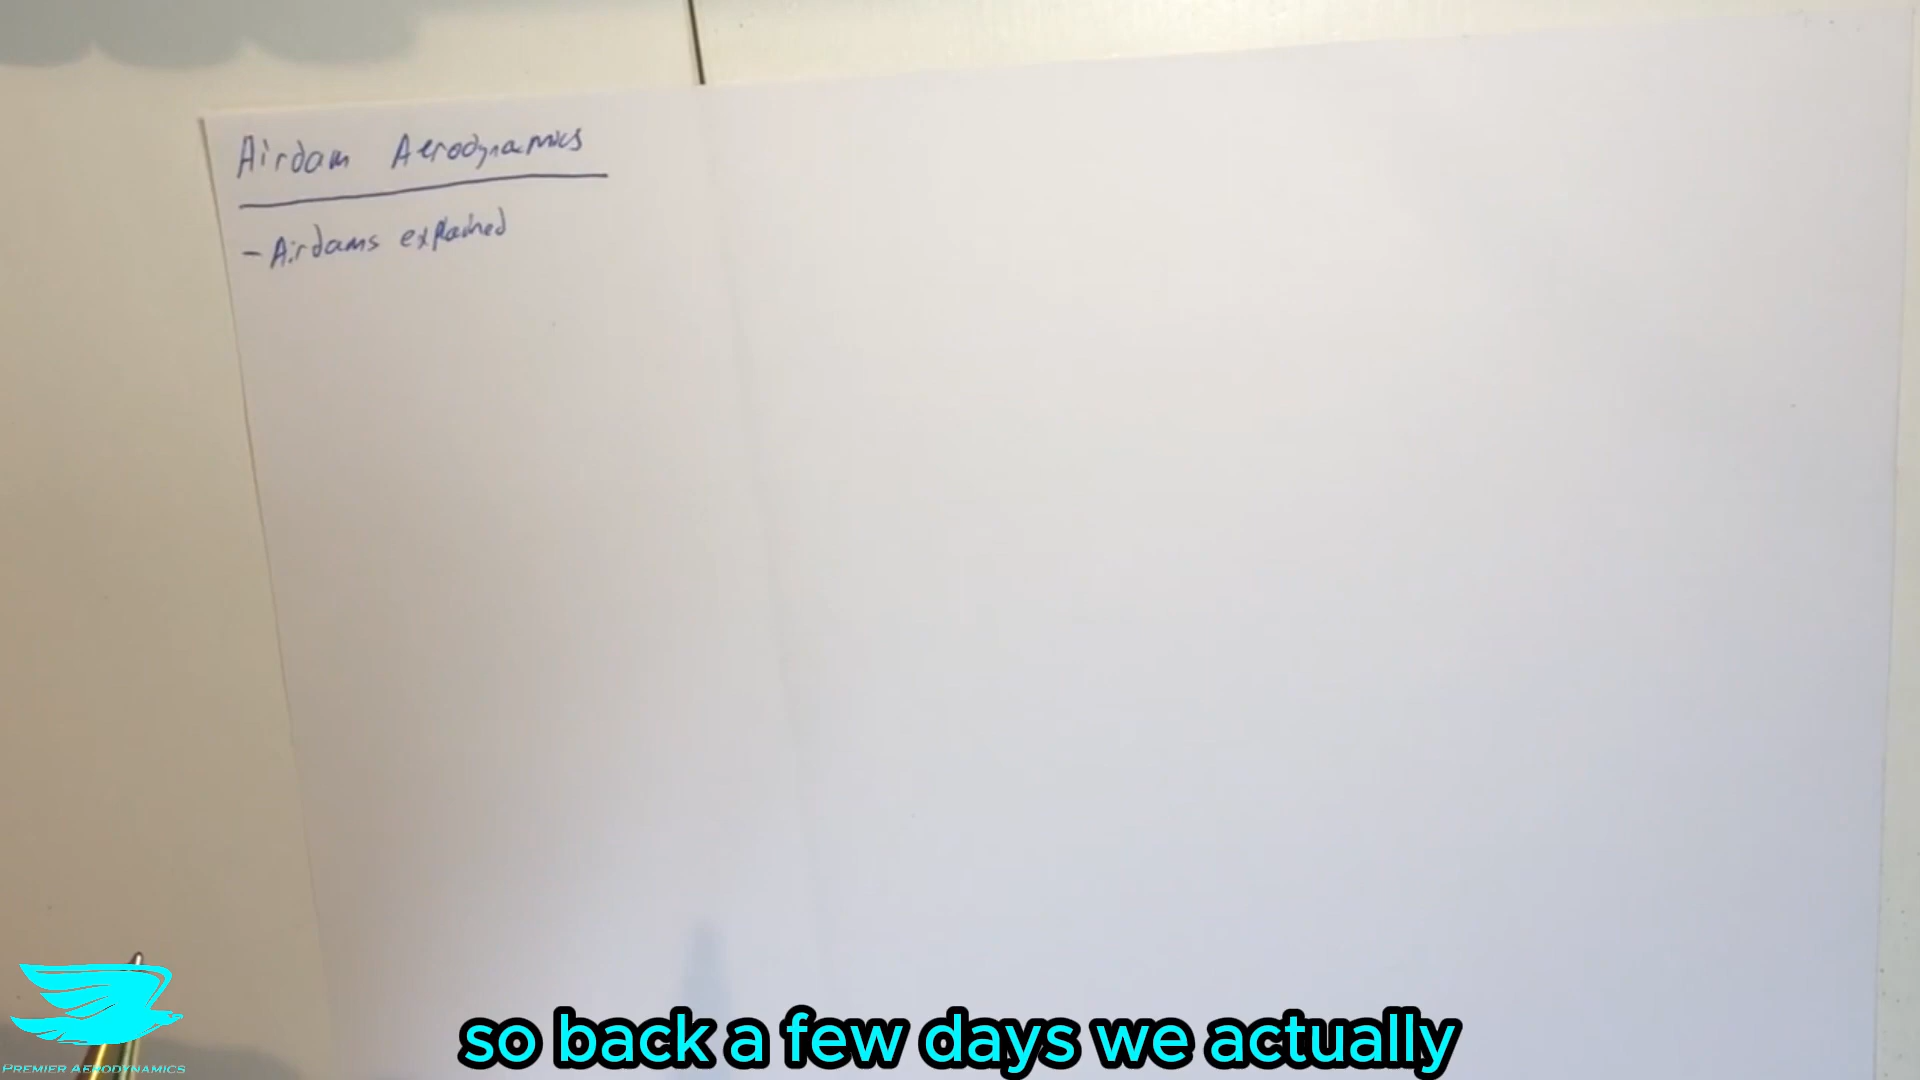 Airdam Aerodynamics
- Airdams explained
so back a few days we actually
PREMIER AERODYNAMICS